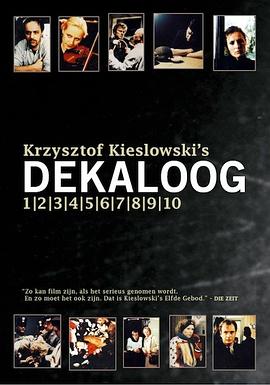 Krzysztof Kieslowski's
DEKALOOG
1|2|3|4|5|6|7|8|9|10
"Zo kan film zijn, als het serieus genomen wordt.
En zo moet het ook zijn. Dat is Kieslowski's Elfde Gebod." - DIE ZEIT